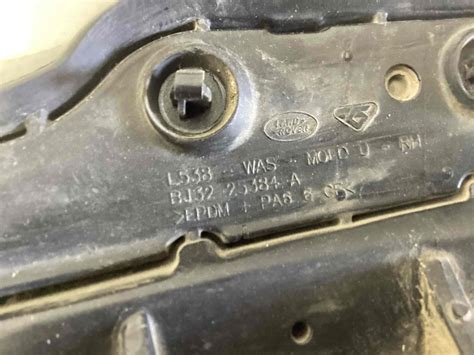 LAND-
ROVER
L538 - WAS - MOLD D - RH
BJ32-25384-A
>EPDM + PA6